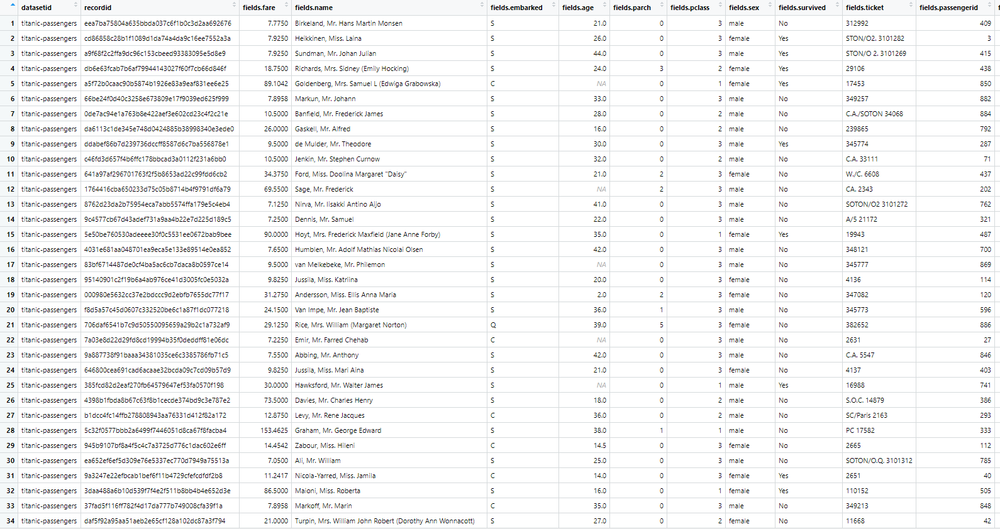 datasetid recordid fields.fare fields.name fields.embarked fields.age fields.parch fields.pclass fields.sex fields.survived fields.ticket fields.passengerid
1 titanic-passengers eea7ba75804a635bbda037c6f1b0c3d2aa692676 7.7750 Birkeland, Mr. Hans Martin Monsen S 21.0 0 3 male No 312992 409
2 titanic-passengers cd86858c28b1f1089d1da74a4da9c16ee7552a3a 7.9250 Heikkinen, Miss. Laina S 26.0 0 3 female Yes STON/O2. 3101282 3
3 titanic-passengers a9f68f2c2ffa9dc96c153cbeed93383095e5d8e9 7.9250 Sundman, Mr. Johan Julian S 44.0 0 3 male Yes STON/O 2. 3101269 415
4 titanic-passengers db6e63fcab7b6af79944143027f60f7cb66d846f 18.7500 Richards, Mrs. Sidney (Emily Hocking) S 24.0 3 2 female Yes 29106 438
5 titanic-passengers a5f72b0caac90b5874b1926e83a9eaf831ee6e25 89.1042 Goldenberg, Mrs. Samuel L (Edwiga Grabowska) C NA 0 1 female Yes 17453 850
6 titanic-passengers 66be24f0d40c3258e673809e17f9039ed625f999 7.8958 Markun, Mr. Johann S 33.0 0 3 male No 349257 882
7 titanic-passengers 0de7ac94e1a763b8e422aef3e602cd23c4f2c21e 10.5000 Banfield, Mr. Frederick James S 28.0 0 2 male No C.A./SOTON 34068 884
8 titanic-passengers da6113c1de345e748d0424885b38998340e3ede0 26.0000 Gaskell, Mr. Alfred S 16.0 0 2 male No 239865 792
9 titanic-passengers ddabef86b7d239736dccff8587d6c7ba556878e1 9.5000 de Mulder, Mr. Theodore S 30.0 0 3 male Yes 345774 287
10 titanic-passengers c46fd3d657f4b6ffc178bbcad3a0112f231a6bb0 10.5000 Jenkin, Mr. Stephen Curnow S 32.0 0 2 male No C.A. 33111 71
11 titanic-passengers 641a97af296701763f2f5b8653ad22c99fdd6cb2 34.3750 Ford, Miss. Doolina Margaret "Daisy" S 21.0 2 3 female No W./C. 6608 437
12 titanic-passengers 1764416cba650233d75c05b8714b4f9791df6a79 69.5500 Sage, Mr. Frederick S NA 2 3 male No CA. 2343 202
13 titanic-passengers 8762d23da2b75954eca7abb5574ffa179e5c4eb4 7.1250 Nirva, Mr. Iisakki Antino Aijo S 41.0 0 3 male No SOTON/O2 3101272 762
14 titanic-passengers 9c4577cb67d43adef731a9aa4b22e7d225d189c5 7.2500 Dennis, Mr. Samuel S 22.0 0 3 male No A/5 21172 321
15 titanic-passengers 5e50be760530adeeee30f0c5531ee0672bab9bee 90.0000 Hoyt, Mrs. Frederick Maxfield (Jane Anne Forby) S 35.0 0 1 female Yes 19943 487
16 titanic-passengers 4031e681aa048701ea9eca5e133e89514e0ea852 7.6500 Humblen, Mr. Adolf Mathias Nicolai Olsen S 42.0 0 3 male No 348121 700
17 titanic-passengers 83bf6714487de0cf4ba5ac6cb7daca8b0597ce14 9.5000 van Melkebeke, Mr. Philemon S NA 0 3 male No 345777 869
18 titanic-passengers 95140901c2f19b6a4ab976ce41d3005fc0e5032a 9.8250 Jussila, Miss. Katriina S 20.0 0 3 female No 4136 114
19 titanic-passengers 000980e5632cc37e2bdccc9d2ebfb7655dc77f17 31.2750 Andersson, Miss. Ellis Anna Maria S 2.0 2 3 female No 347082 120
20 titanic-passengers f8d5a57c45d0607c332520be6c1a87f1dc077218 24.1500 Van Impe, Mr. Jean Baptiste S 36.0 1 3 male No 345773 596
21 titanic-passengers 706daf6541b7c9d50550095659a29b2c1a732af9 29.1250 Rice, Mrs. William (Margaret Norton) Q 39.0 5 3 female No 382652 886
22 titanic-passengers 7a03e8d22d29fd8cd19994b35f0deddff81e06dc 7.2250 Emir, Mr. Farred Chehab C NA 0 3 male No 2631 27
23 titanic-passengers 9a887738f91baaa34381035ce6c3385786fb71c5 7.5500 Abbing, Mr. Anthony S 42.0 0 3 male No C.A. 5547 846
24 titanic-passengers 646800cea691cad6acaae32bcda09c7cd09b57d9 9.8250 Jussila, Miss. Mari Aina S 21.0 0 3 female No 4137 403
25 titanic-passengers 385fcd82d2eaf270fb64579647ef53fa0570f198 30.0000 Hawksford, Mr. Walter James S NA 0 1 male Yes 16988 741
26 titanic-passengers 4398b1fbda8b67c63f8b1cecde374bd9c3e787e2 73.5000 Davies, Mr. Charles Henry S 18.0 0 2 male No S.O.C. 14879 386
27 titanic-passengers b1dcc4fc14ffb278808943aa76331d412f82a172 12.8750 Levy, Mr. Rene Jacques C 36.0 0 2 male No SC/Paris 2163 293
28 titanic-passengers 5c32f0577bbb2a6499f7446051d8ca67f8facba4 153.4625 Graham, Mr. George Edward S 38.0 1 1 male No PC 17582 333
29 titanic-passengers 945b9107bf8a4f5c4c7a3725d776c1dac602e6ff 14.4542 Zabour, Miss. Hileni C 14.5 0 3 female No 2665 112
30 titanic-passengers ea652ef6ef5d309e76e5337ec770d7949a75513a 7.0500 Ali, Mr. William S 25.0 0 3 male No SOTON/O.Q. 3101312 785
31 titanic-passengers 9a3247e22efbcab1bef6f11b4729cfefcdfdf2b8 11.2417 Nicola-Yarred, Miss. Jamila C 14.0 0 3 female Yes 2651 40
32 titanic-passengers 3daa488a6b10d539f7f4e2f511b8bb4b4e652d3e 86.5000 Maioni, Miss. Roberta S 16.0 0 1 female Yes 110152 505
33 titanic-passengers 37fad5f116ff782f4d17da777b749008cfa39f1a 7.8958 Markoff, Mr. Marin C 35.0 0 3 male No 349213 848
34 titanic-passengers daf5f92a95aa51aeb2e65cf128a102dc87a3f794 21.0000 Turpin, Mrs. William John Robert (Dorothy Ann Wonnacott) S 27.0 0 2 female No 11668 42